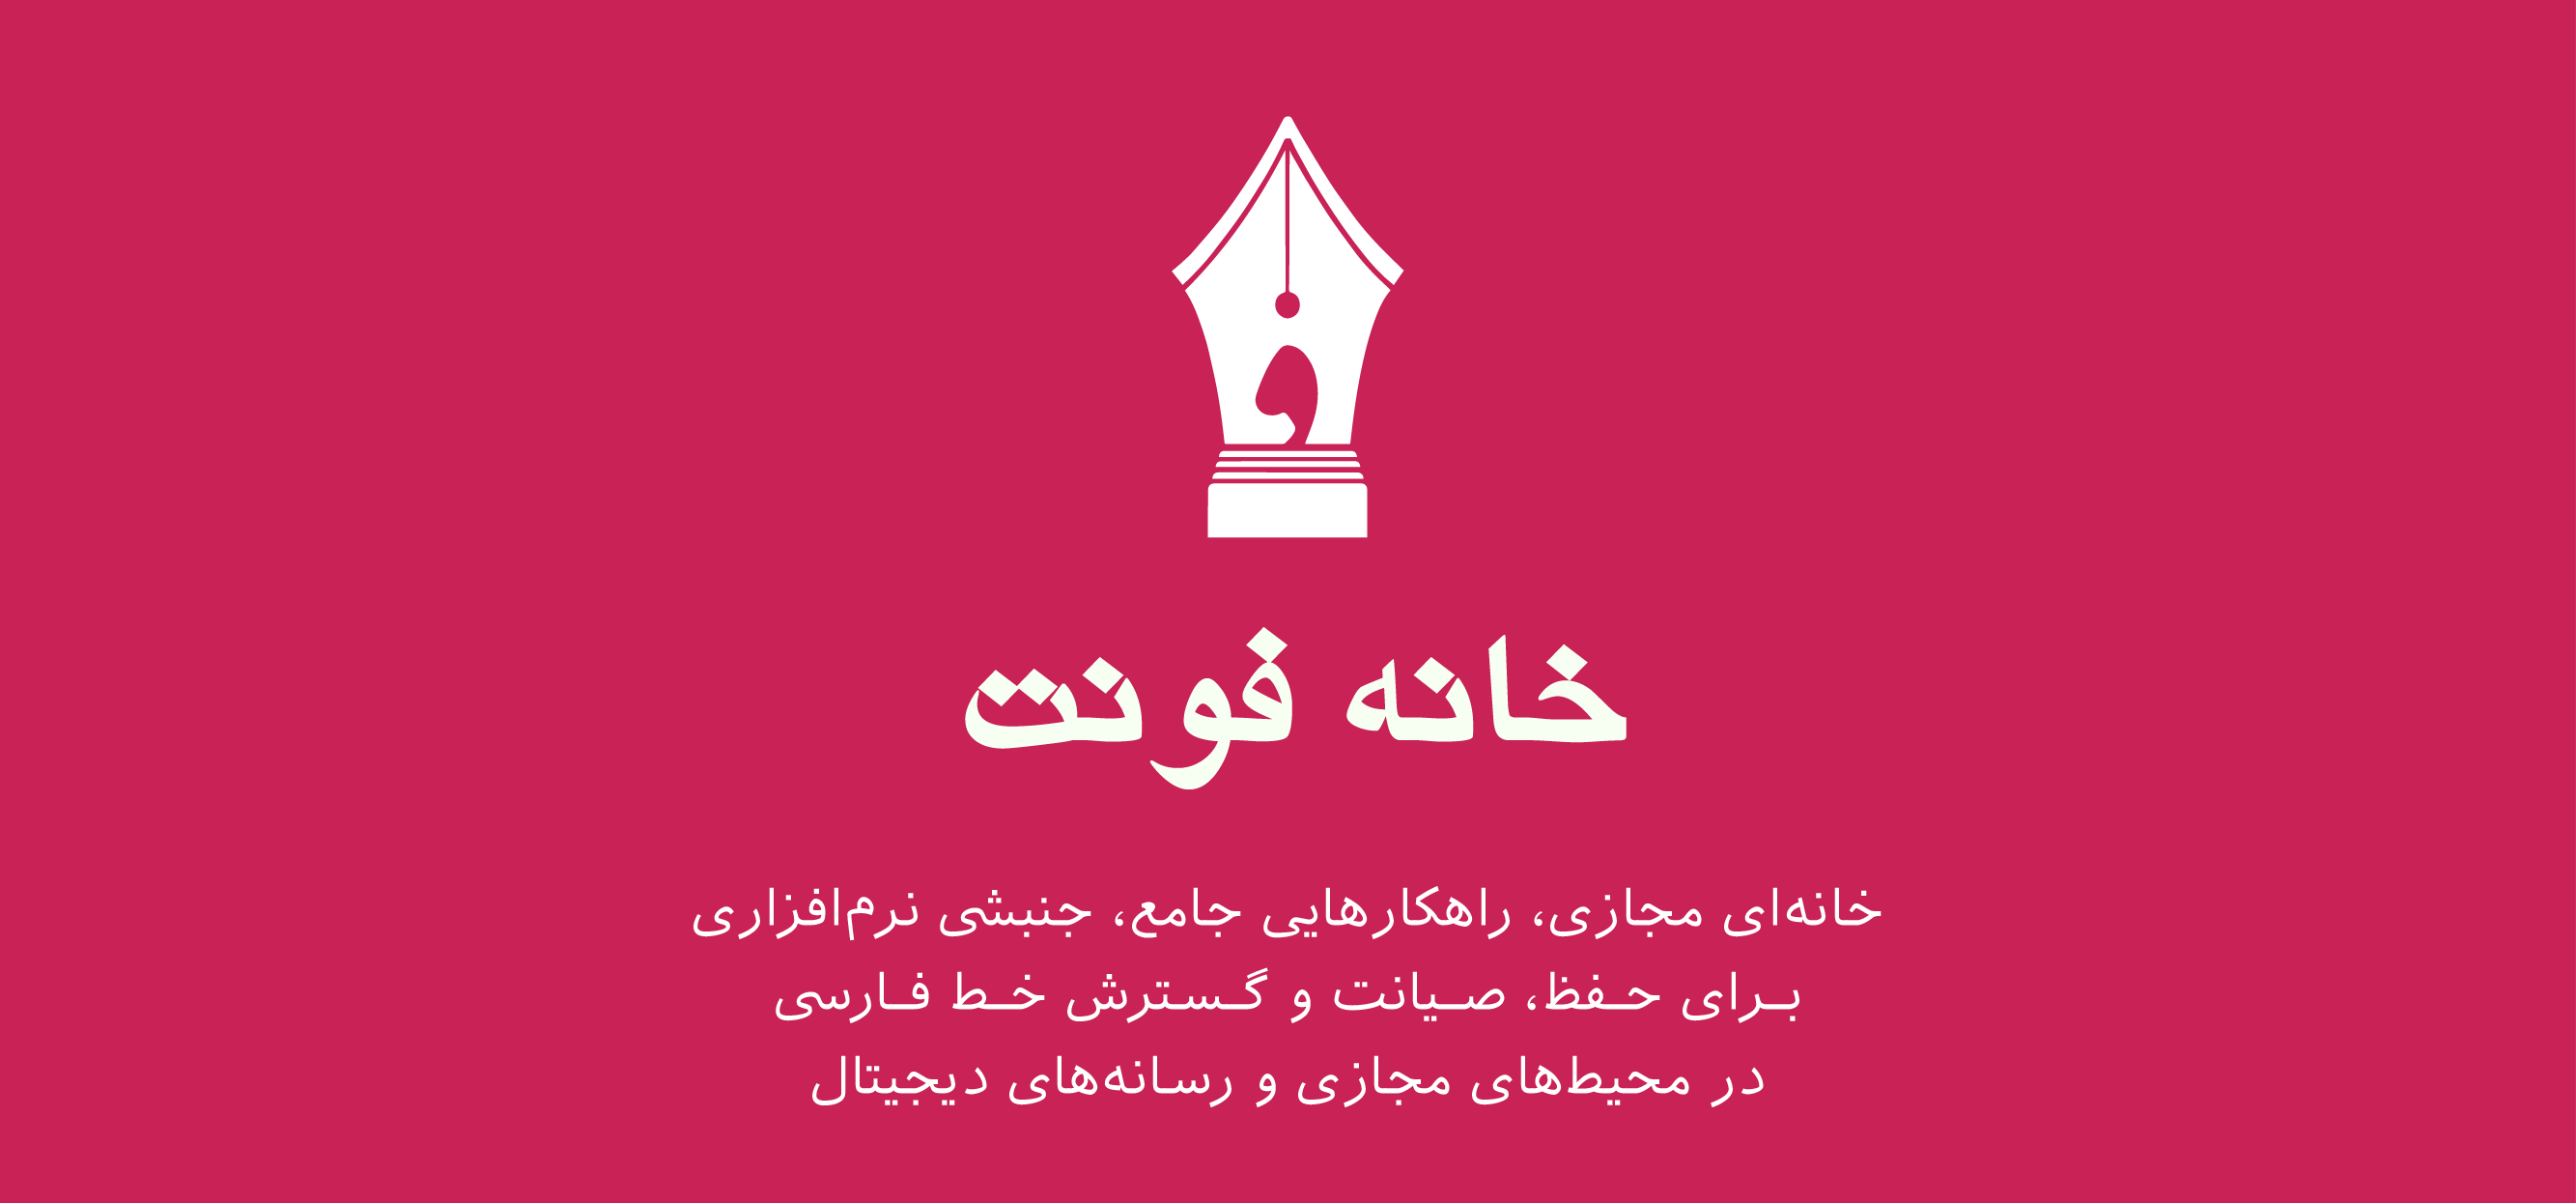 خانه فونت
خانه‌ای مجازی، راهکارهایی جامع، جنبشی نرم‌افزاری
بـرای حـفظ، صـیانت و گـسـترش خـط فـارسی
در محیط‌های مجازی و رسانه‌های دیجیتال